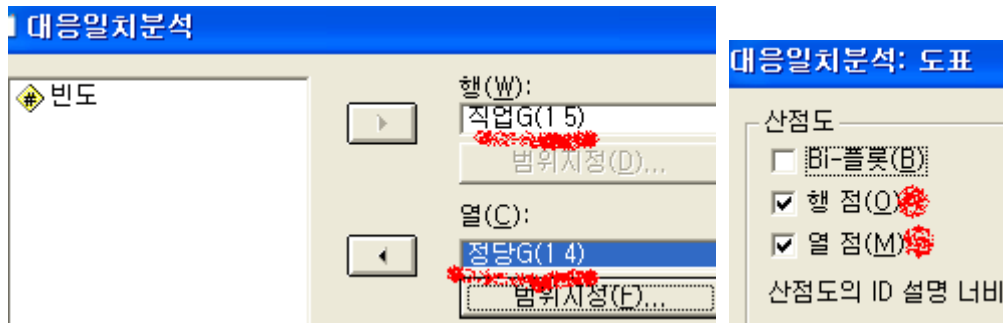 대응일치분석
빈도
행(W):
직업G(1 5)
범위지정(D)...
열(C):
정당G(1 4)
범위지정(F)...
대응일치분석: 도표
산점도
Bi-플롯(B)
행 점(O)
열 점(M)
산점도의 ID 설명 너비